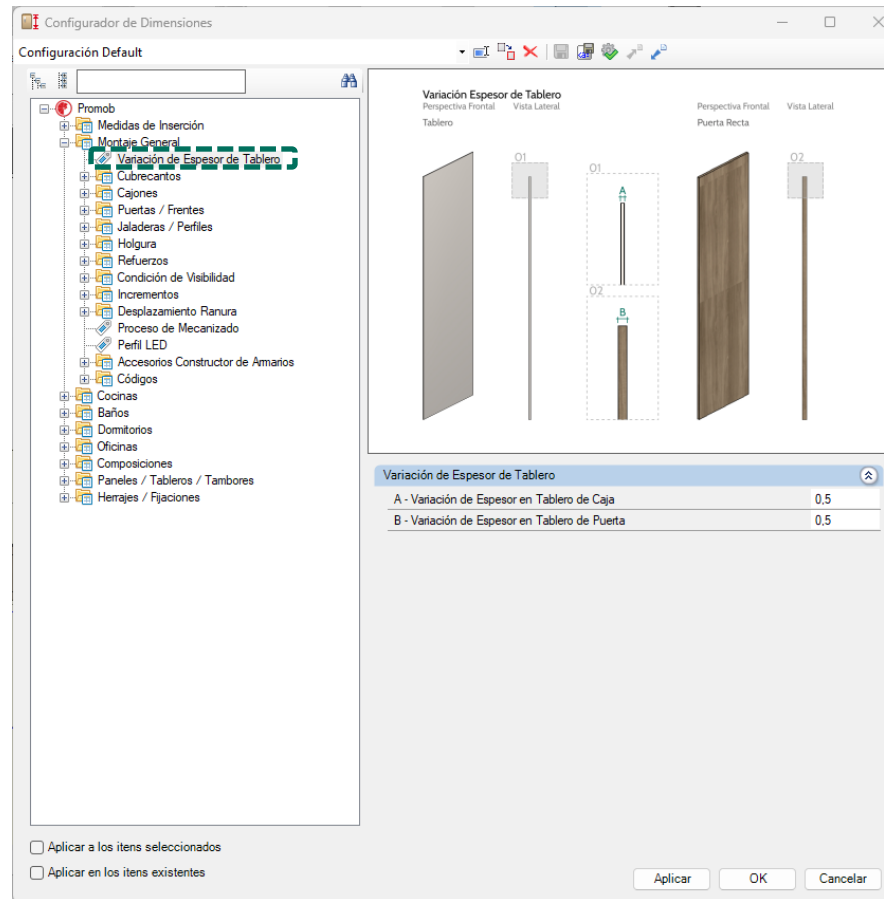 Configurador de Dimensiones
Configuración Default
Promob
Medidas de Inserción
Montaje General
Variación de Espesor de Tablero
Cubrecantos
Cajones
Puertas / Frentes
Jaladeras / Perfiles
Holgura
Refuerzos
Condición de Visibilidad
Incrementos
Desplazamiento Ranura
Proceso de Mecanizado
Perfil LED
Accesorios Constructor de Armarios
Códigos
Cocinas
Baños
Dormitorios
Oficinas
Composiciones
Paneles / Tableros / Tambores
Herrajes / Fijaciones
Variación Espesor de Tablero
Perspectiva Frontal Vista Lateral Perspectiva Frontal Vista Lateral
Tablero Puerta Recta
01 01 02
A
02
B
Variación de Espesor de Tablero
A - Variación de Espesor en Tablero de Caja 0,5
B - Variación de Espesor en Tablero de Puerta 0,5
Aplicar a los itens seleccionados
Aplicar en los itens existentes
Aplicar OK Cancelar